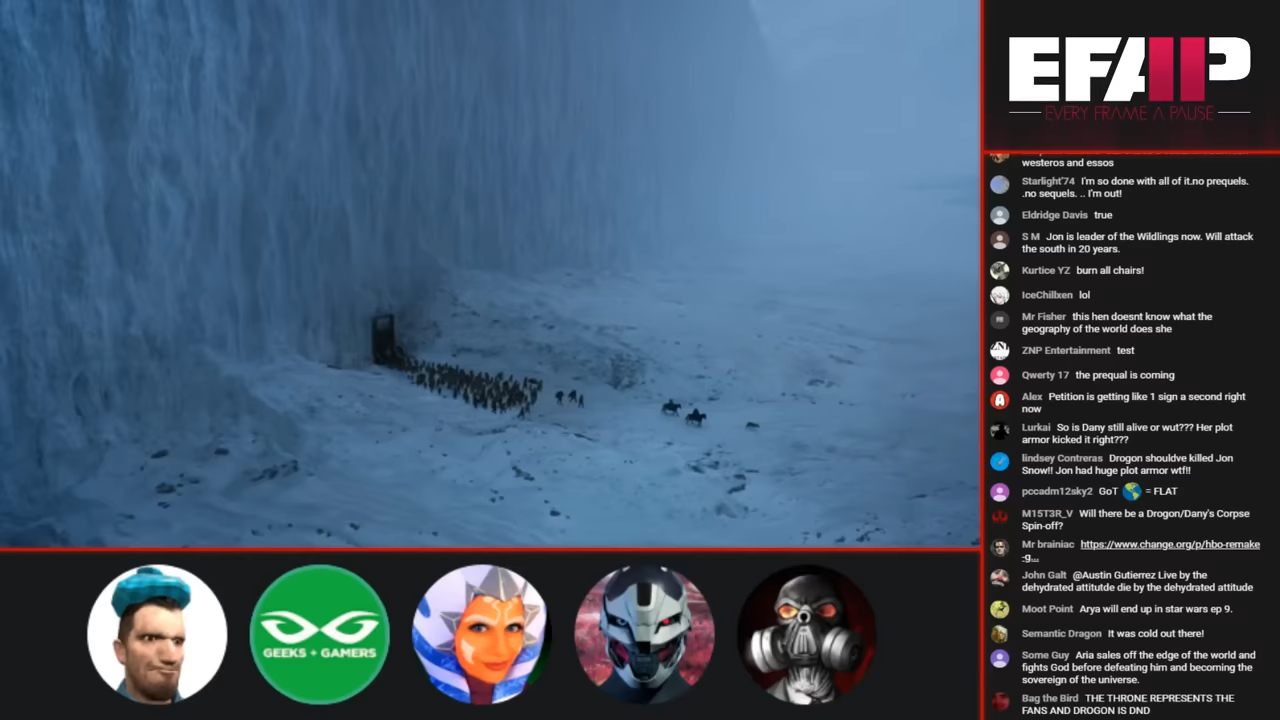 EFAP
EVERY FRAME A PAUSE
westeros and essos
Starlight'74 I'm so done with all of it.no prequels.
.no sequels. .. I'm out!
Eldridge Davis true
S M Jon is leader of the Wildlings now. Will attack
the south in 20 years.
Kurtice YZ burn all chairs!
IceChillxen lol
Mr Fisher this hen doesnt know what the
geography of the world does she
ZNP Entertainment test
Qwerty 17 the prequal is coming
Alex Petition is getting like 1 sign a second right
now
Lurkai So is Dany still alive or wut??? Her plot
armor kicked it right???
lindsey Contreras Drogon shouldve killed Jon
Snow!! Jon had huge plot armor wtf!!
pccadm12sky2 GoT 🌎 = FLAT
M15T3R_V Will there be a Drogon/Dany's Corpse
Spin-off?
Mr brainiac https://www.change.org/p/hbo-remake
-g...
John Galt @Austin Gutierrez Live by the
dehydrated attitutde die by the dehydrated attitude
Moot Point Arya will end up in star wars ep 9.
Semantic Dragon It was cold out there!
Some Guy Aria sales off the edge of the world and
fights God before defeating him and becoming the
sovereign of the universe.
Bag the Bird THE THRONE REPRESENTS THE
FANS AND DROGON IS DND
GEEKS + GAMERS